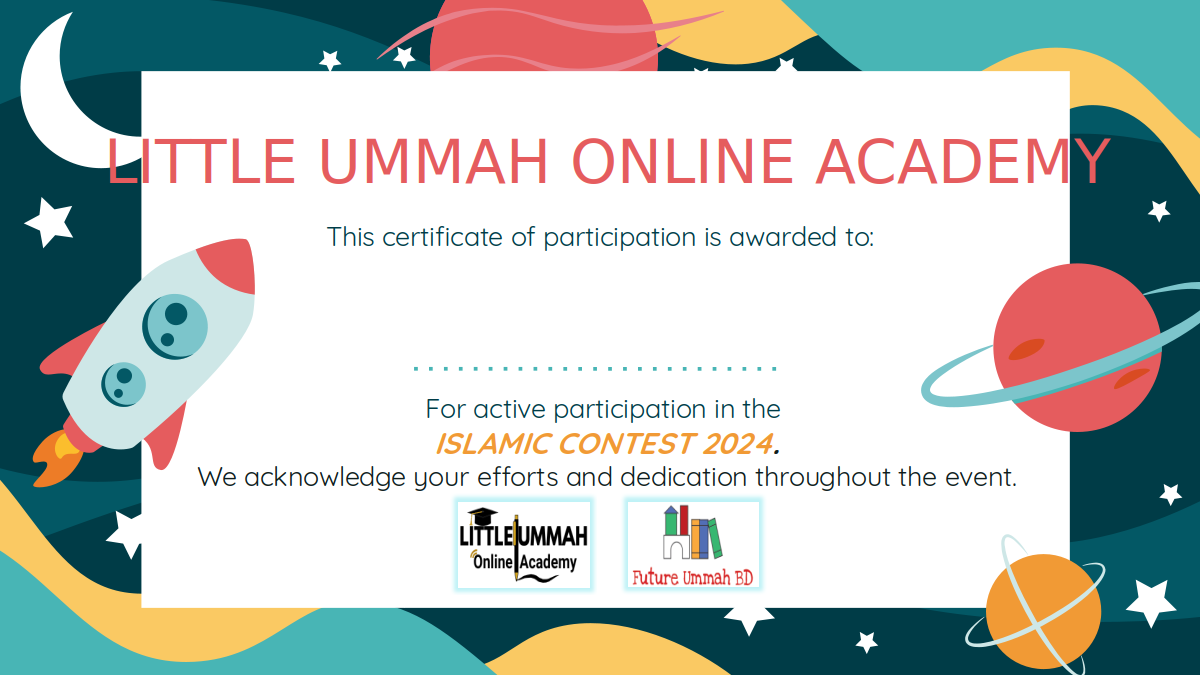 LITTLE UMMAH ONLINE ACADEMY
This certificate of participation is awarded to:
For active participation in the
ISLAMIC CONTEST 2024.
We acknowledge your efforts and dedication throughout the event.
LITTLE UMMAH
Online Academy
Future Ummah BD